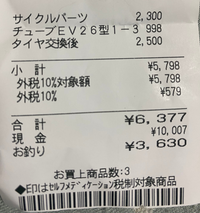 サイクルパーツ 2,300
チューブEV26型1-3 998
タイヤ交換後 2,500
小 計 ¥5,798
外税10%対象額 ¥5,798
外税10% ¥579
合 計 ¥6,377
現 金 ¥10,007
お釣り ¥3,630
お買上商品数:3
◆印はセルフメディケーション税制対象商品